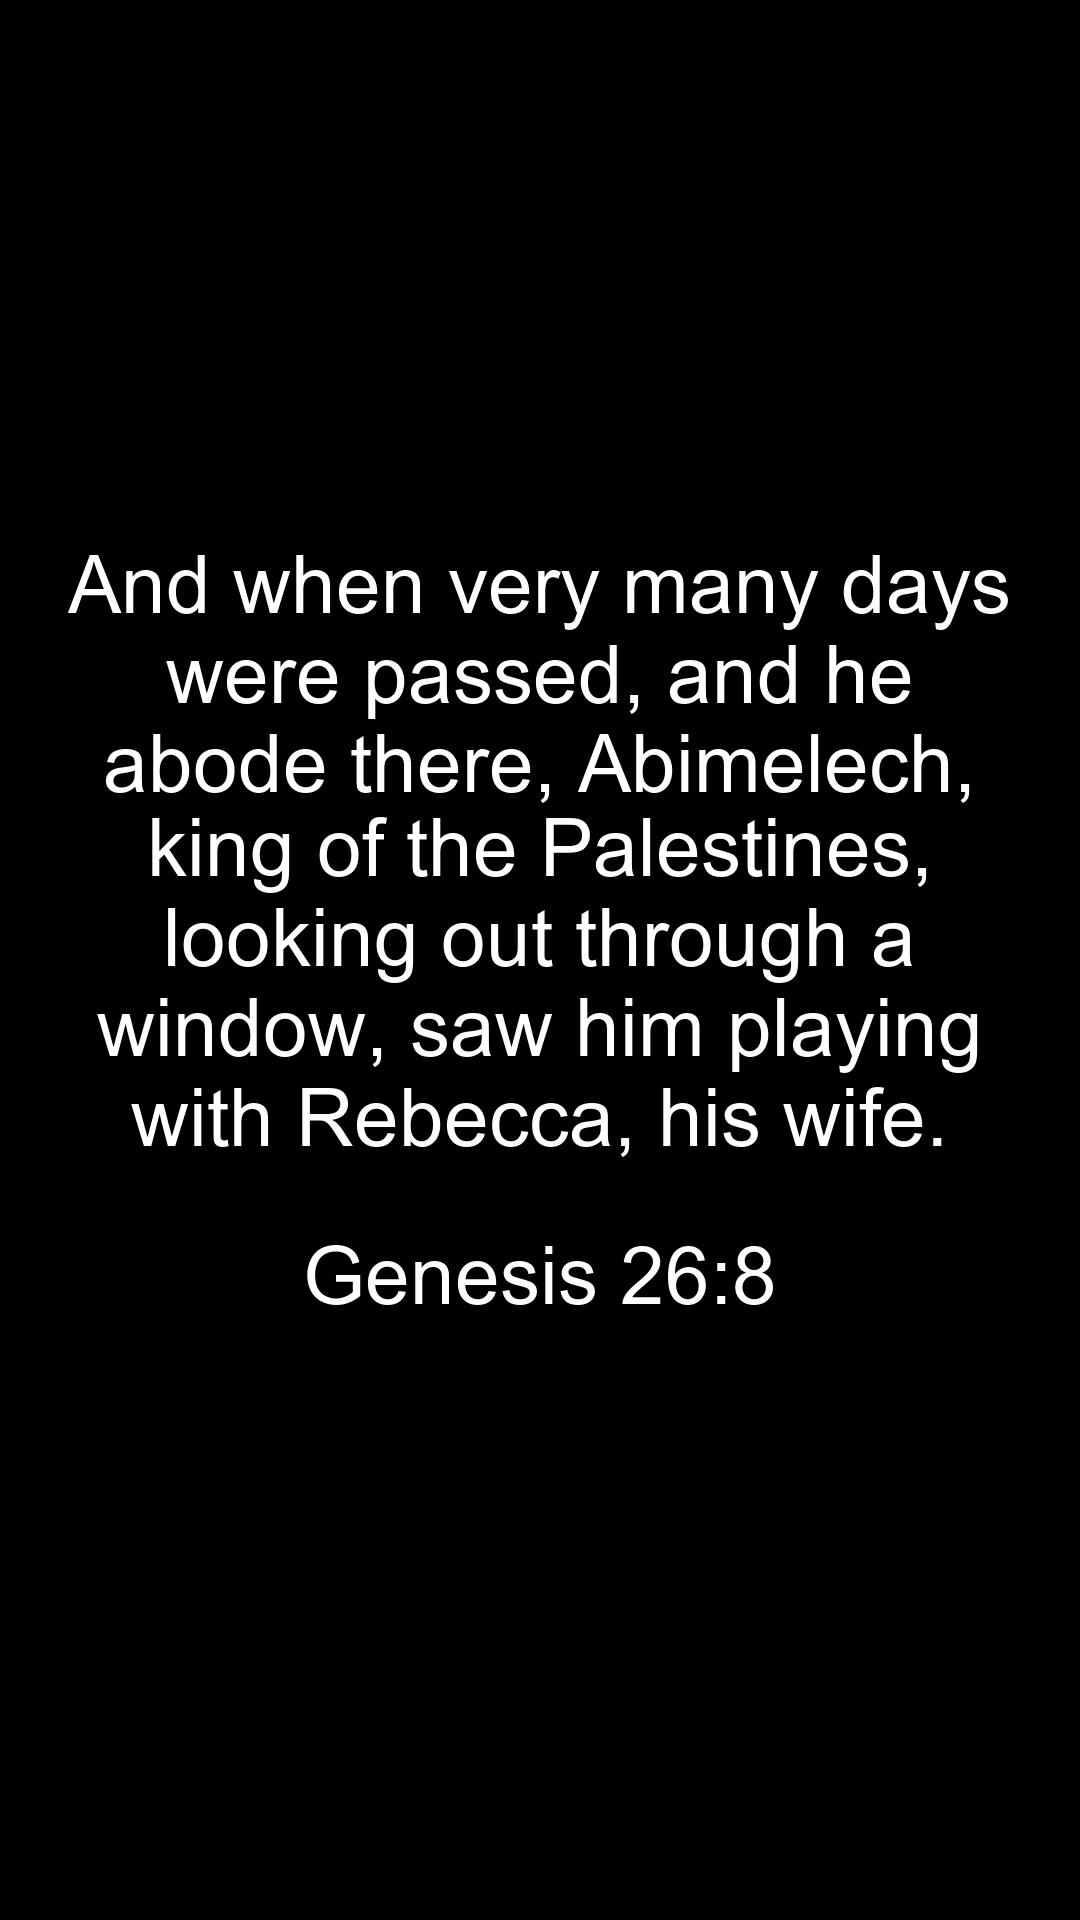 And when very many days
were passed, and he
abode there, Abimelech,
king of the Palestines,
looking out through a
window, saw him playing
with Rebecca, his wife.
Genesis 26:8